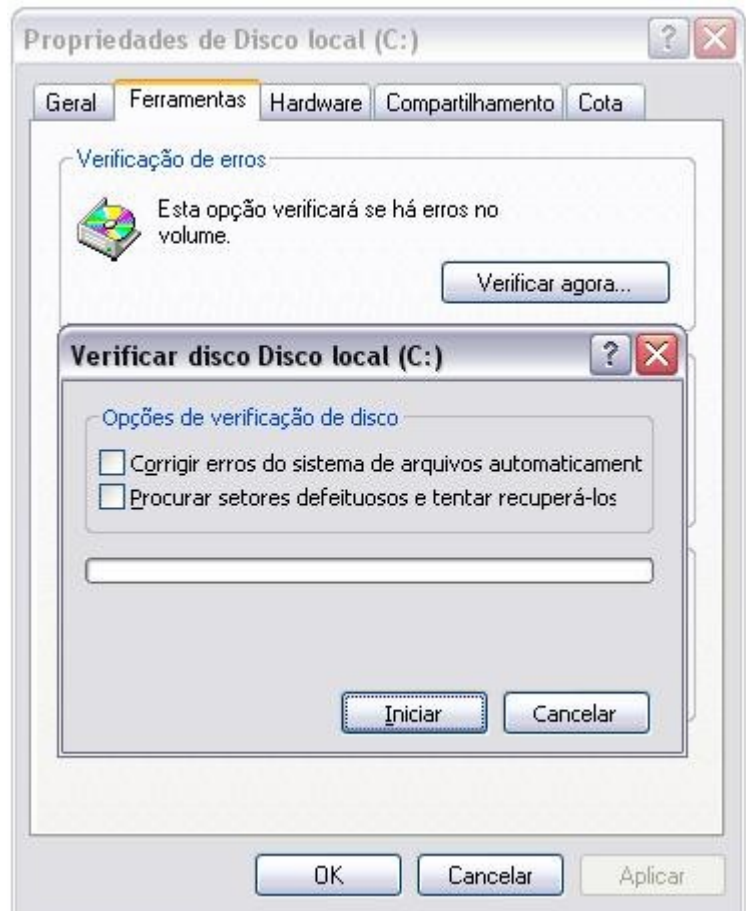 Propriedades de Disco local (C:)
Geral Ferramentas Hardware Compartilhamento Cota
Verificação de erros
Esta opção verificará se há erros no
volume.
Verificar agora...
Verificar disco Disco local (C:)
Opções de verificação de disco
Corrigir erros do sistema de arquivos automaticament
Procurar setores defeituosos e tentar recuperá-los
Iniciar Cancelar
OK Cancelar Aplicar